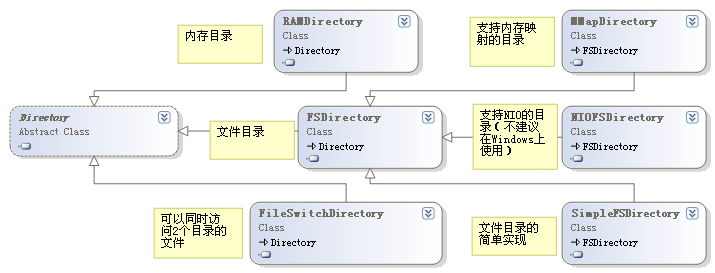 内存目录
RAMDirectory
Class
Directory
支持内存映
射的目录
MMapDirectory
Class
FSDirectory
Directory
Abstract Class
文件目录
FSDirectory
Class
Directory
支持NIO的目
录(不建议
在Windows上
使用)
NIOFSDirectory
Class
FSDirectory
可以同时访
问2个目录的
文件
FileSwitchDirectory
Class
Directory
文件目录的
简单实现
SimpleFSDirectory
Class
FSDirectory